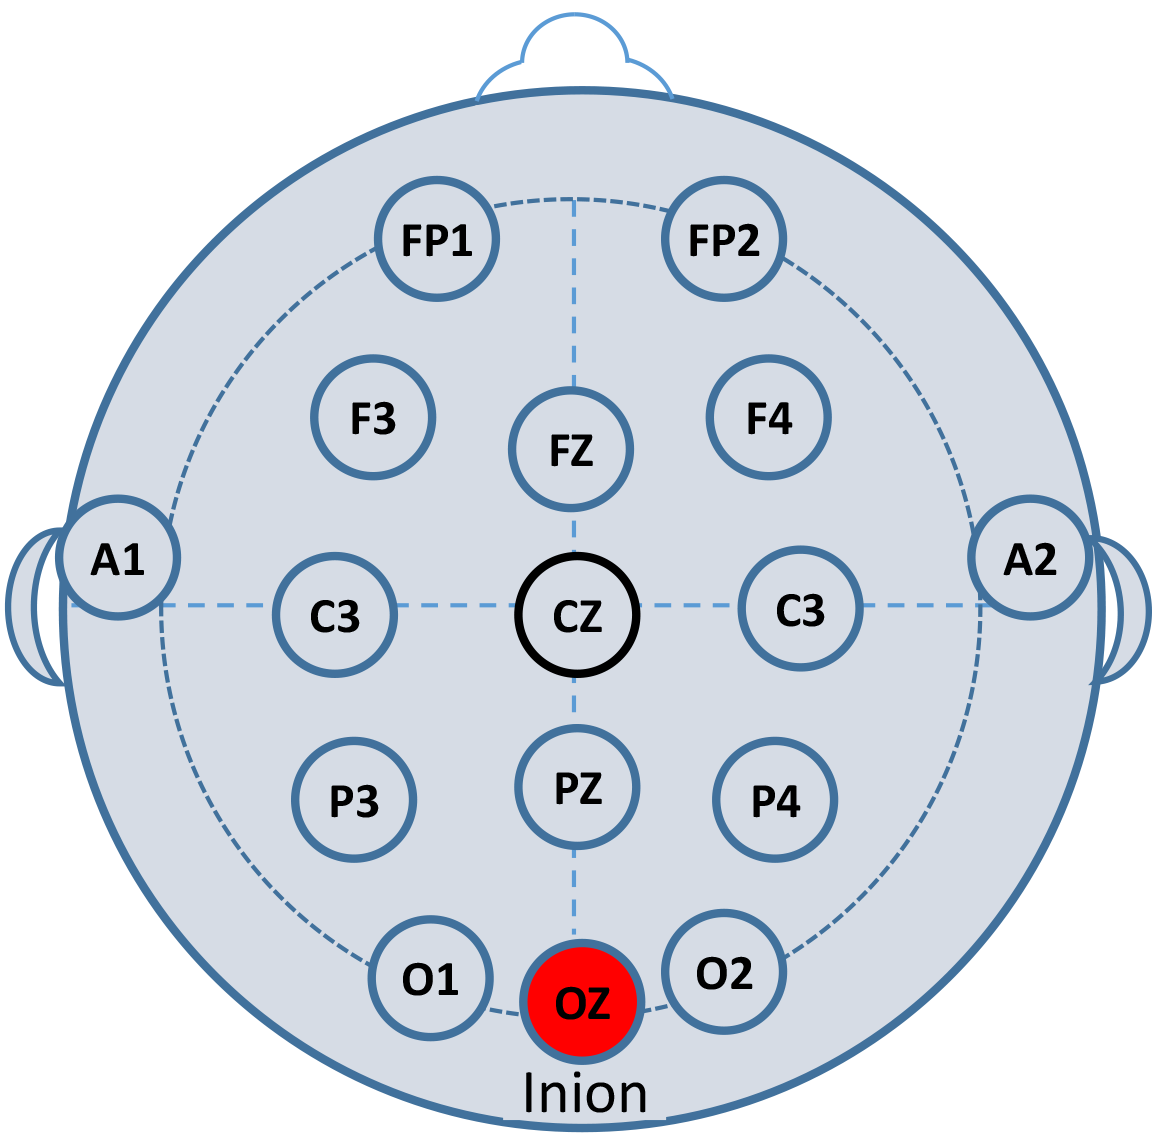 FP1 FP2
F3 FZ F4
A1 A2
C3 CZ C3
P3 PZ P4
O1 OZ O2
Inion